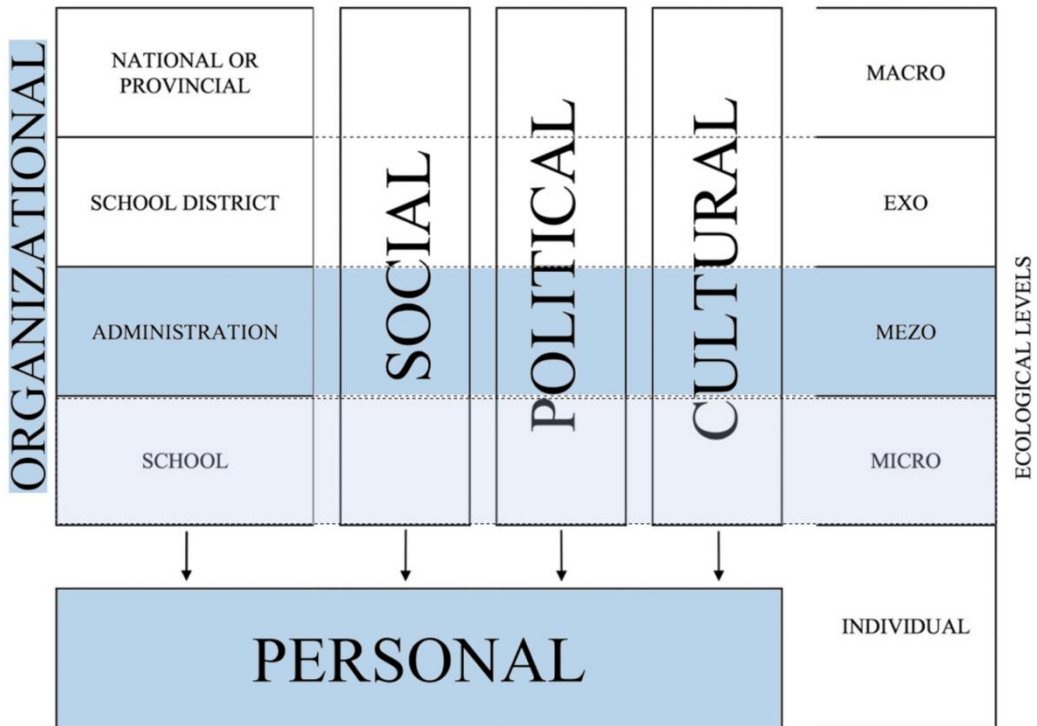 ORGANIZATIONAL
NATIONAL OR
PROVINCIAL
SCHOOL DISTRICT
ADMINISTRATION
SCHOOL
SOCIAL
POLITICAL
CULTURAL
MACRO
EXO
MEZO
MICRO
INDIVIDUAL
ECOLOGICAL LEVELS
PERSONAL